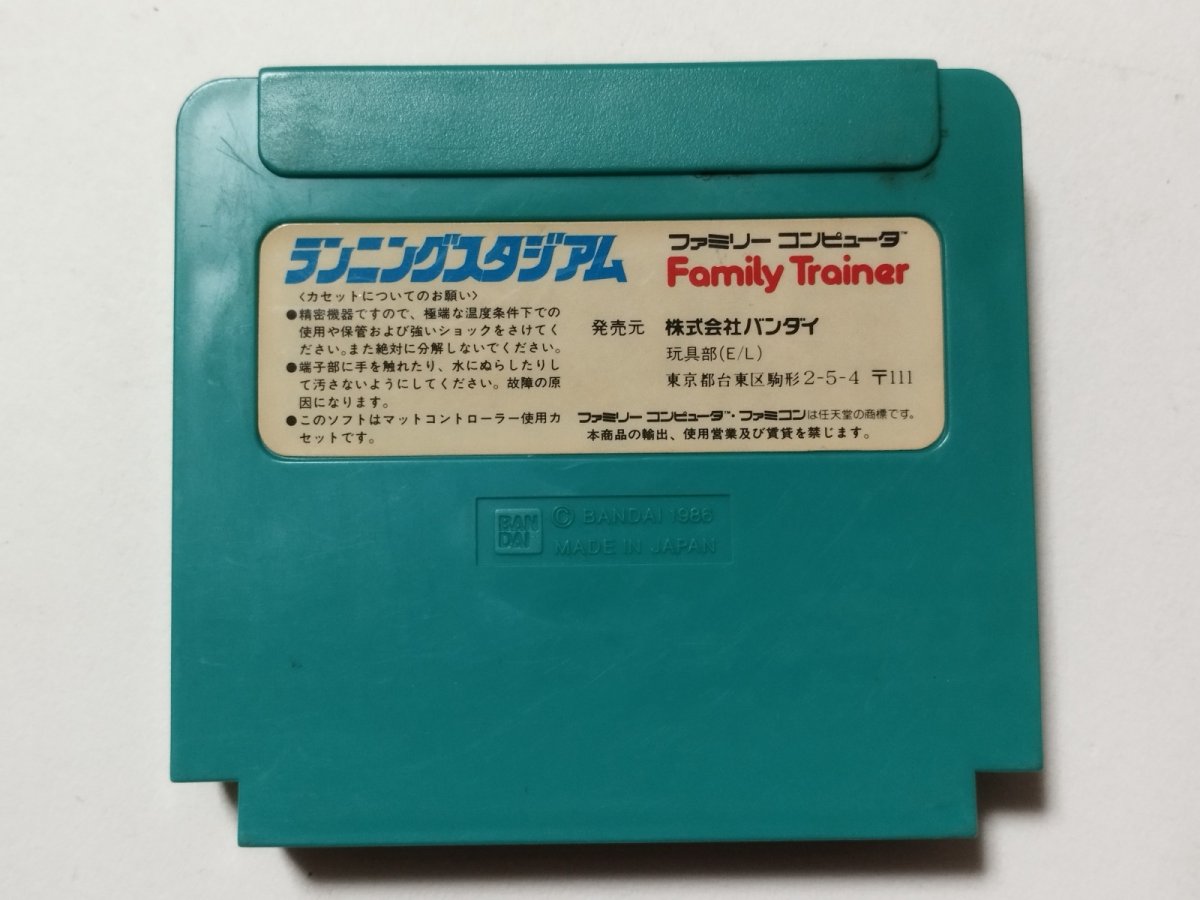 ランニングスタジアム
〈カセットについてのお願い〉
●精密機器ですので、極端な温度条件下での
使用や保管および強いショックをさけてく
ださい。また絶対に分解しないでください。
●端子部に手を触れたり、水にぬらしたりし
て汚さないようにしてください。故障の原
因になります。
●このソフトはマットコントローラー使用カ
セットです。
ファミリー コンピュータ™
Family Trainer
発売元 株式会社バンダイ
玩具部(E/L)
東京都台東区駒形2-5-4 〒111
ファミリー コンピュータ™・ファミコンは任天堂の商標です。
本商品の輸出、使用営業及び賃貸を禁じます。
BAN
DAI
© BANDAI 1986
MADE IN JAPAN